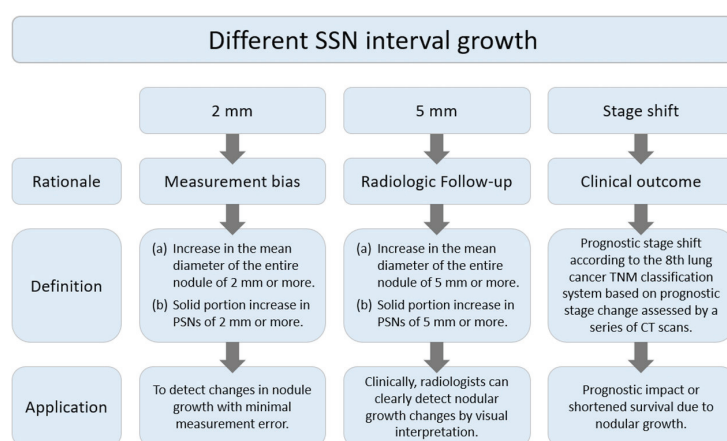 Different SSN interval growth
2 mm
5 mm
Stage shift
Rationale
Measurement bias
Radiologic Follow-up
Clinical outcome
Definition
(a) Increase in the mean
diameter of the entire
nodule of 2 mm or more.
(b) Solid portion increase in
PSNs of 2 mm or more.
(a) Increase in the mean
diameter of the entire
nodule of 5 mm or more.
(b) Solid portion increase in
PSNs of 5 mm or more.
Prognostic stage shift
according to the 8th lung
cancer TNM classification
system based on prognostic
stage change assessed by a
series of CT scans.
Application
To detect changes in nodule
growth with minimal
measurement error.
Clinically, radiologists can
clearly detect nodular
growth changes by visual
interpretation.
Prognostic impact or
shortened survival due to
nodular growth.